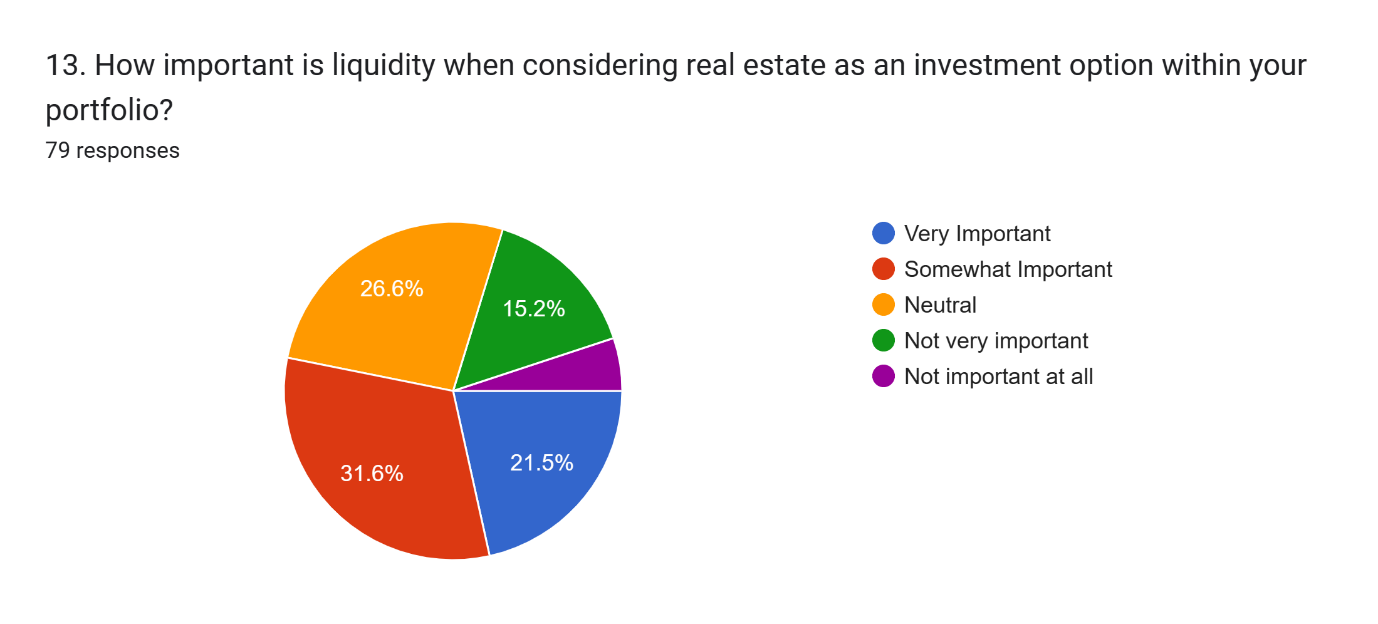 13. How important is liquidity when considering real estate as an investment option within your
portfolio?
79 responses
26.6%
15.2%
31.6%
21.5%
Very Important
Somewhat Important
Neutral
Not very important
Not important at all